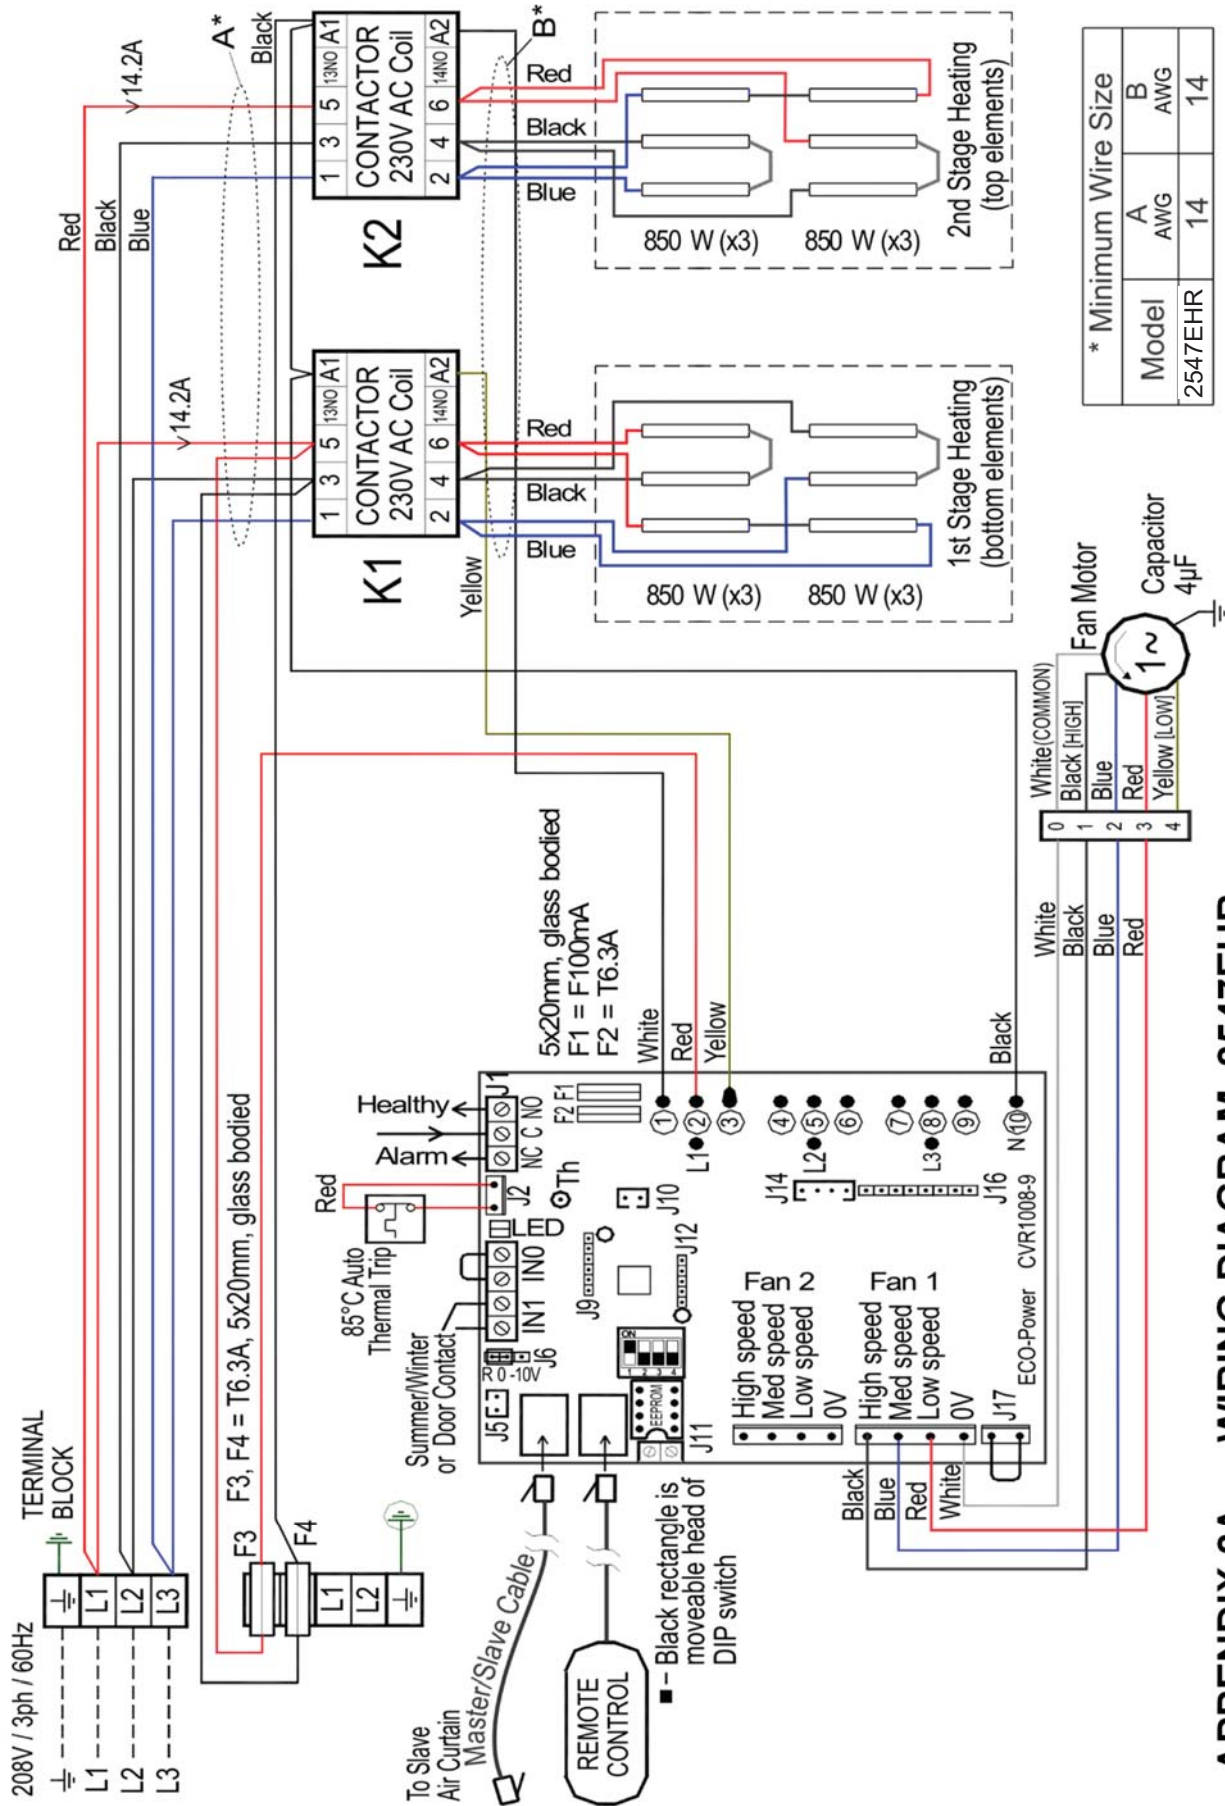 208V / 3ph / 60Hz
TERMINAL
BLOCK
L1
L2
L3
L1
L2
L3
Red
Black
Blue
14.2A
14.2A
A*
Black
F3, F4 = T6.3A, 5x20mm, glass bodied
F3
F4
L1
L2
K1
1
3
5
13NO
A1
CONTACTOR
230V AC Coil
2
4
6
14NO
A2
K2
1
3
5
13NO
A1
CONTACTOR
230V AC Coil
2
4
6
14NO
A2
B*
Yellow
Blue
Black
Red
Blue
Black
Red
850 W (x3)
850 W (x3)
1st Stage Heating
(bottom elements)
850 W (x3)
850 W (x3)
2nd Stage Heating
(top elements)
* Minimum Wire Size
Model
A
AWG
B
AWG
2547EHR
14
14
To Slave
Air Curtain
Master/Slave Cable
REMOTE
CONTROL
Black rectangle is
moveable head of
DIP switch
Summer/Winter
or Door Contact
85°C Auto
Thermal Trip
Red
Alarm
Healthy
J5
R 0 -10V
J6
IN1
IN0
LED
J2
NC C NO
J1
Th
F2
F1
5x20mm, glass bodied
F1 = F100mA
F2 = T6.3A
White
Red
Yellow
Black
J9
J10
J12
ON
1 2 3 4
EEPROM
J11
1
L1
2
3
4
L2
5
6
7
L3
8
9
N
10
J14
J16
Fan 2
High speed
Med speed
Low speed
0V
Fan 1
High speed
Med speed
Low speed
0V
J17
ECO-Power CVR1008-9
Black
Blue
Red
White
White
Black
Blue
Red
0
1
2
3
4
White(COMMON)
Black [HIGH]
Blue
Red
Yellow [LOW]
Fan Motor
1~
Capacitor
4µF